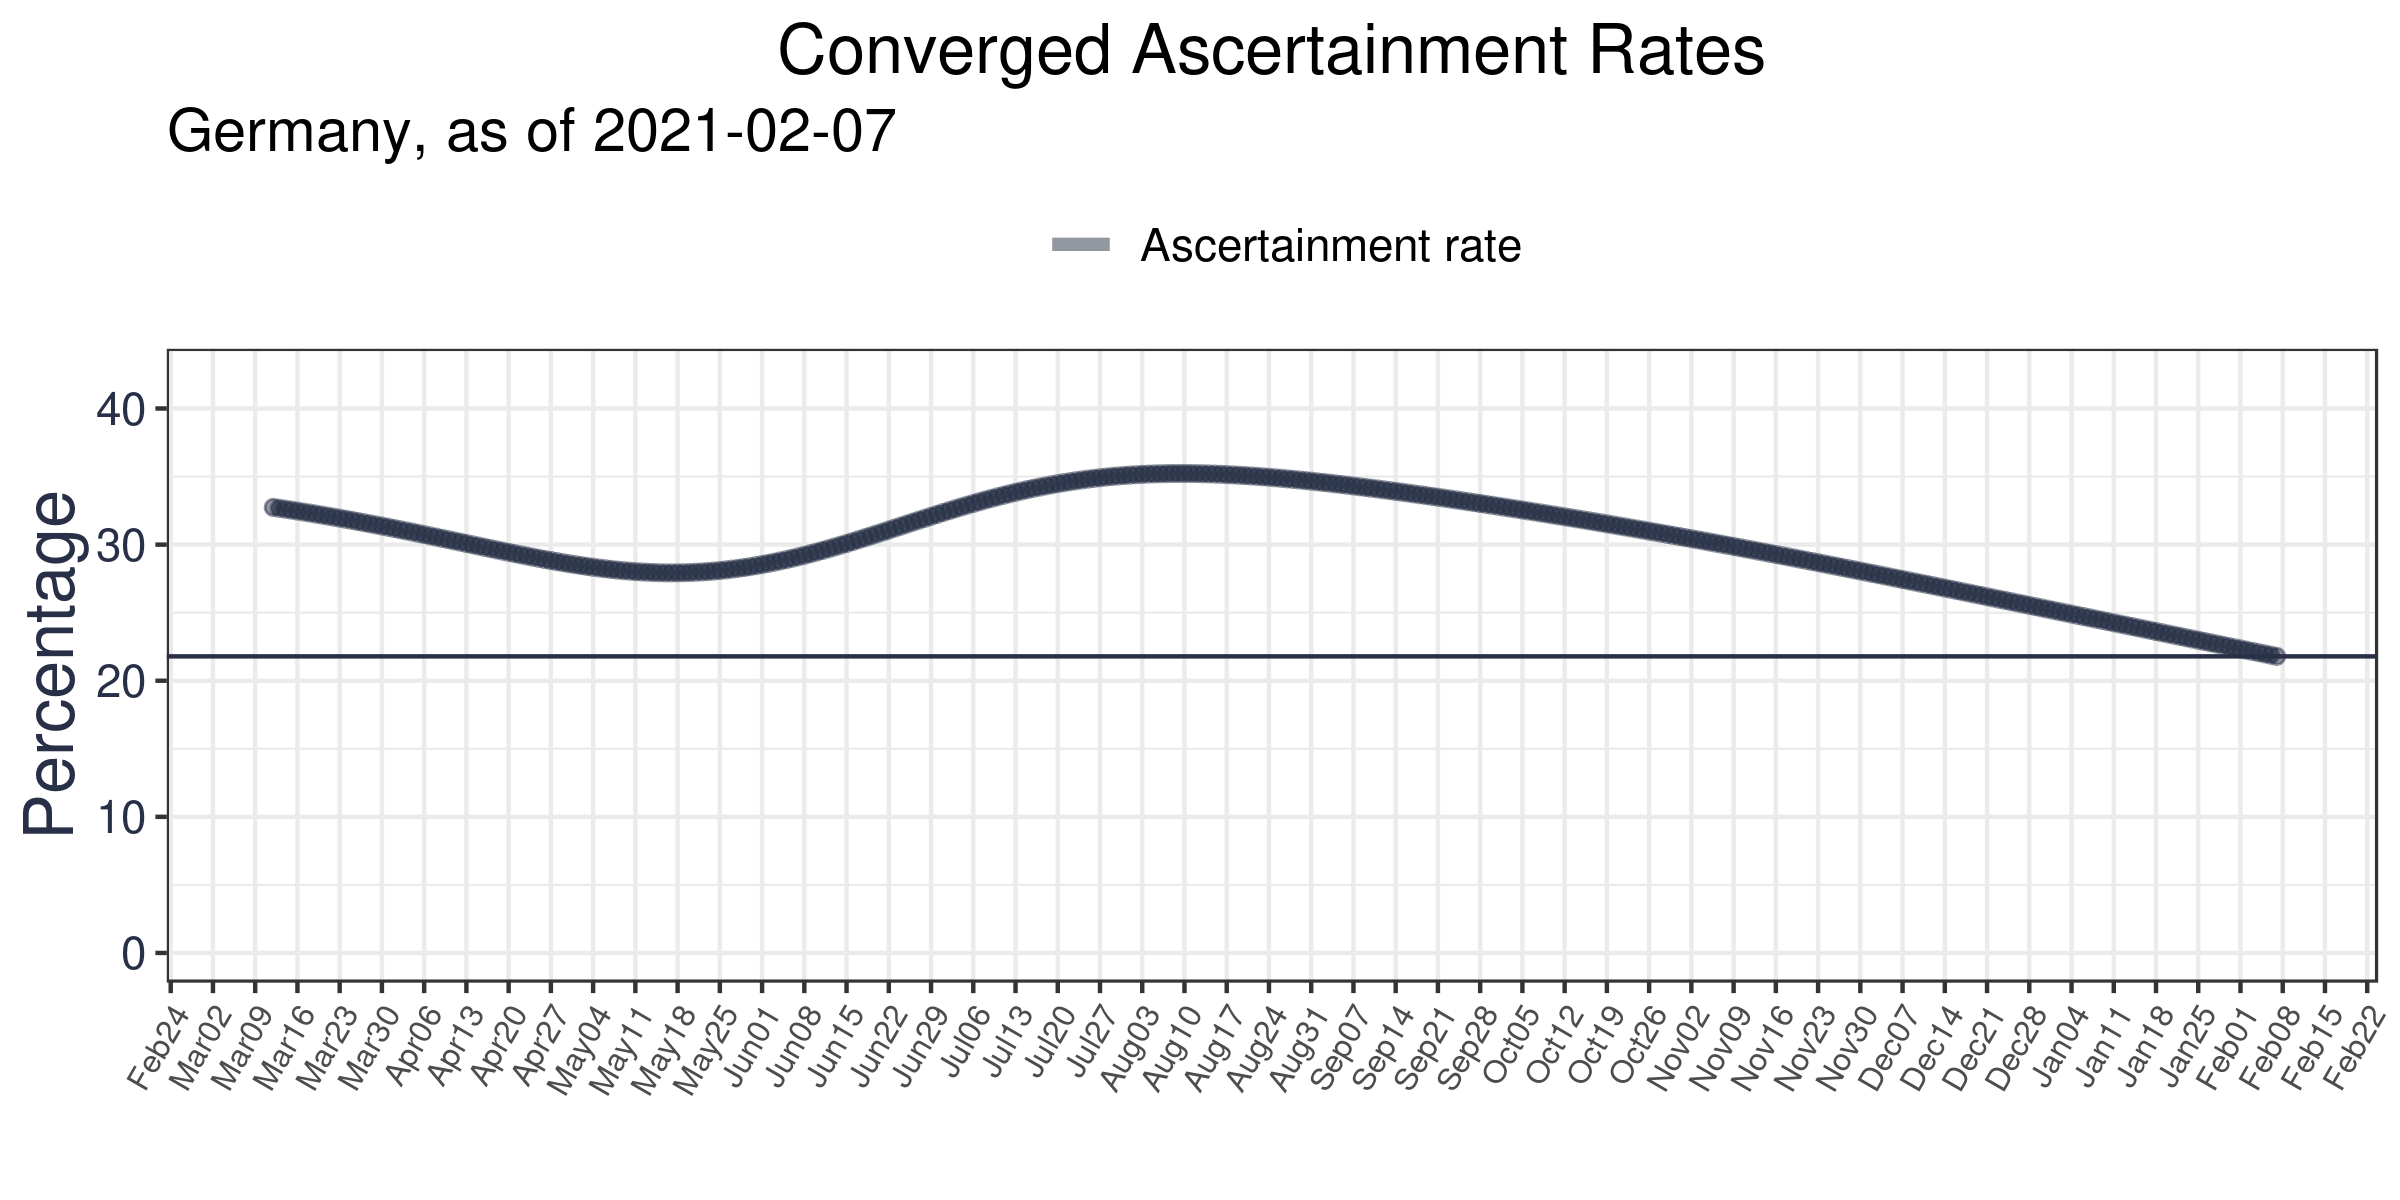 Converged Ascertainment Rates
Germany, as of 2021-02-07
Ascertainment rate
Percentage
40
30
20
10
0
Feb24 Mar02 Mar09 Mar16 Mar23 Mar30 Apr06 Apr13 Apr20 Apr27 May04 May11 May18 May25 Jun01 Jun08 Jun15 Jun22 Jun29 Jul06 Jul13 Jul20 Jul27 Aug03 Aug10 Aug17 Aug24 Aug31 Sep07 Sep14 Sep21 Sep28 Oct05 Oct12 Oct19 Oct26 Nov02 Nov09 Nov16 Nov23 Nov30 Dec07 Dec14 Dec21 Dec28 Jan04 Jan11 Jan18 Jan25 Feb01 Feb08 Feb15 Feb22